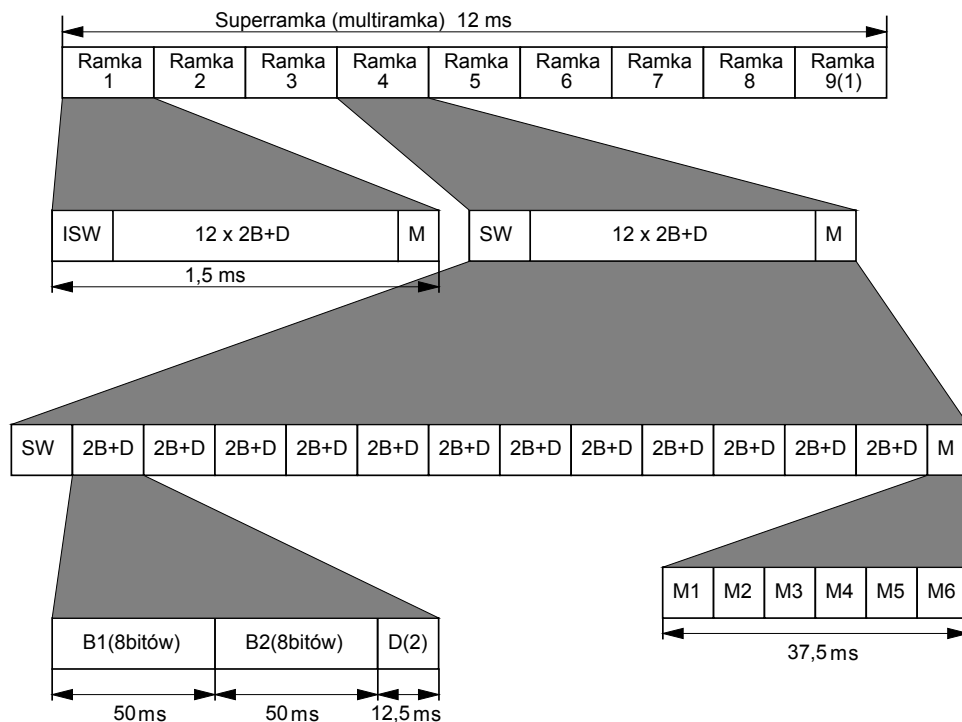 Superramka (multiramka) 12 ms
Ramka 1 Ramka 2 Ramka 3 Ramka 4 Ramka 5 Ramka 6 Ramka 7 Ramka 8 Ramka 9(1)
ISW 12 x 2B+D M
SW 12 x 2B+D M
1,5 ms
SW 2B+D 2B+D 2B+D 2B+D 2B+D 2B+D 2B+D 2B+D 2B+D 2B+D 2B+D 2B+D M
M1 M2 M3 M4 M5 M6
37,5 ms
B1(8bitów) B2(8bitów) D(2)
50 ms 50 ms 12,5 ms